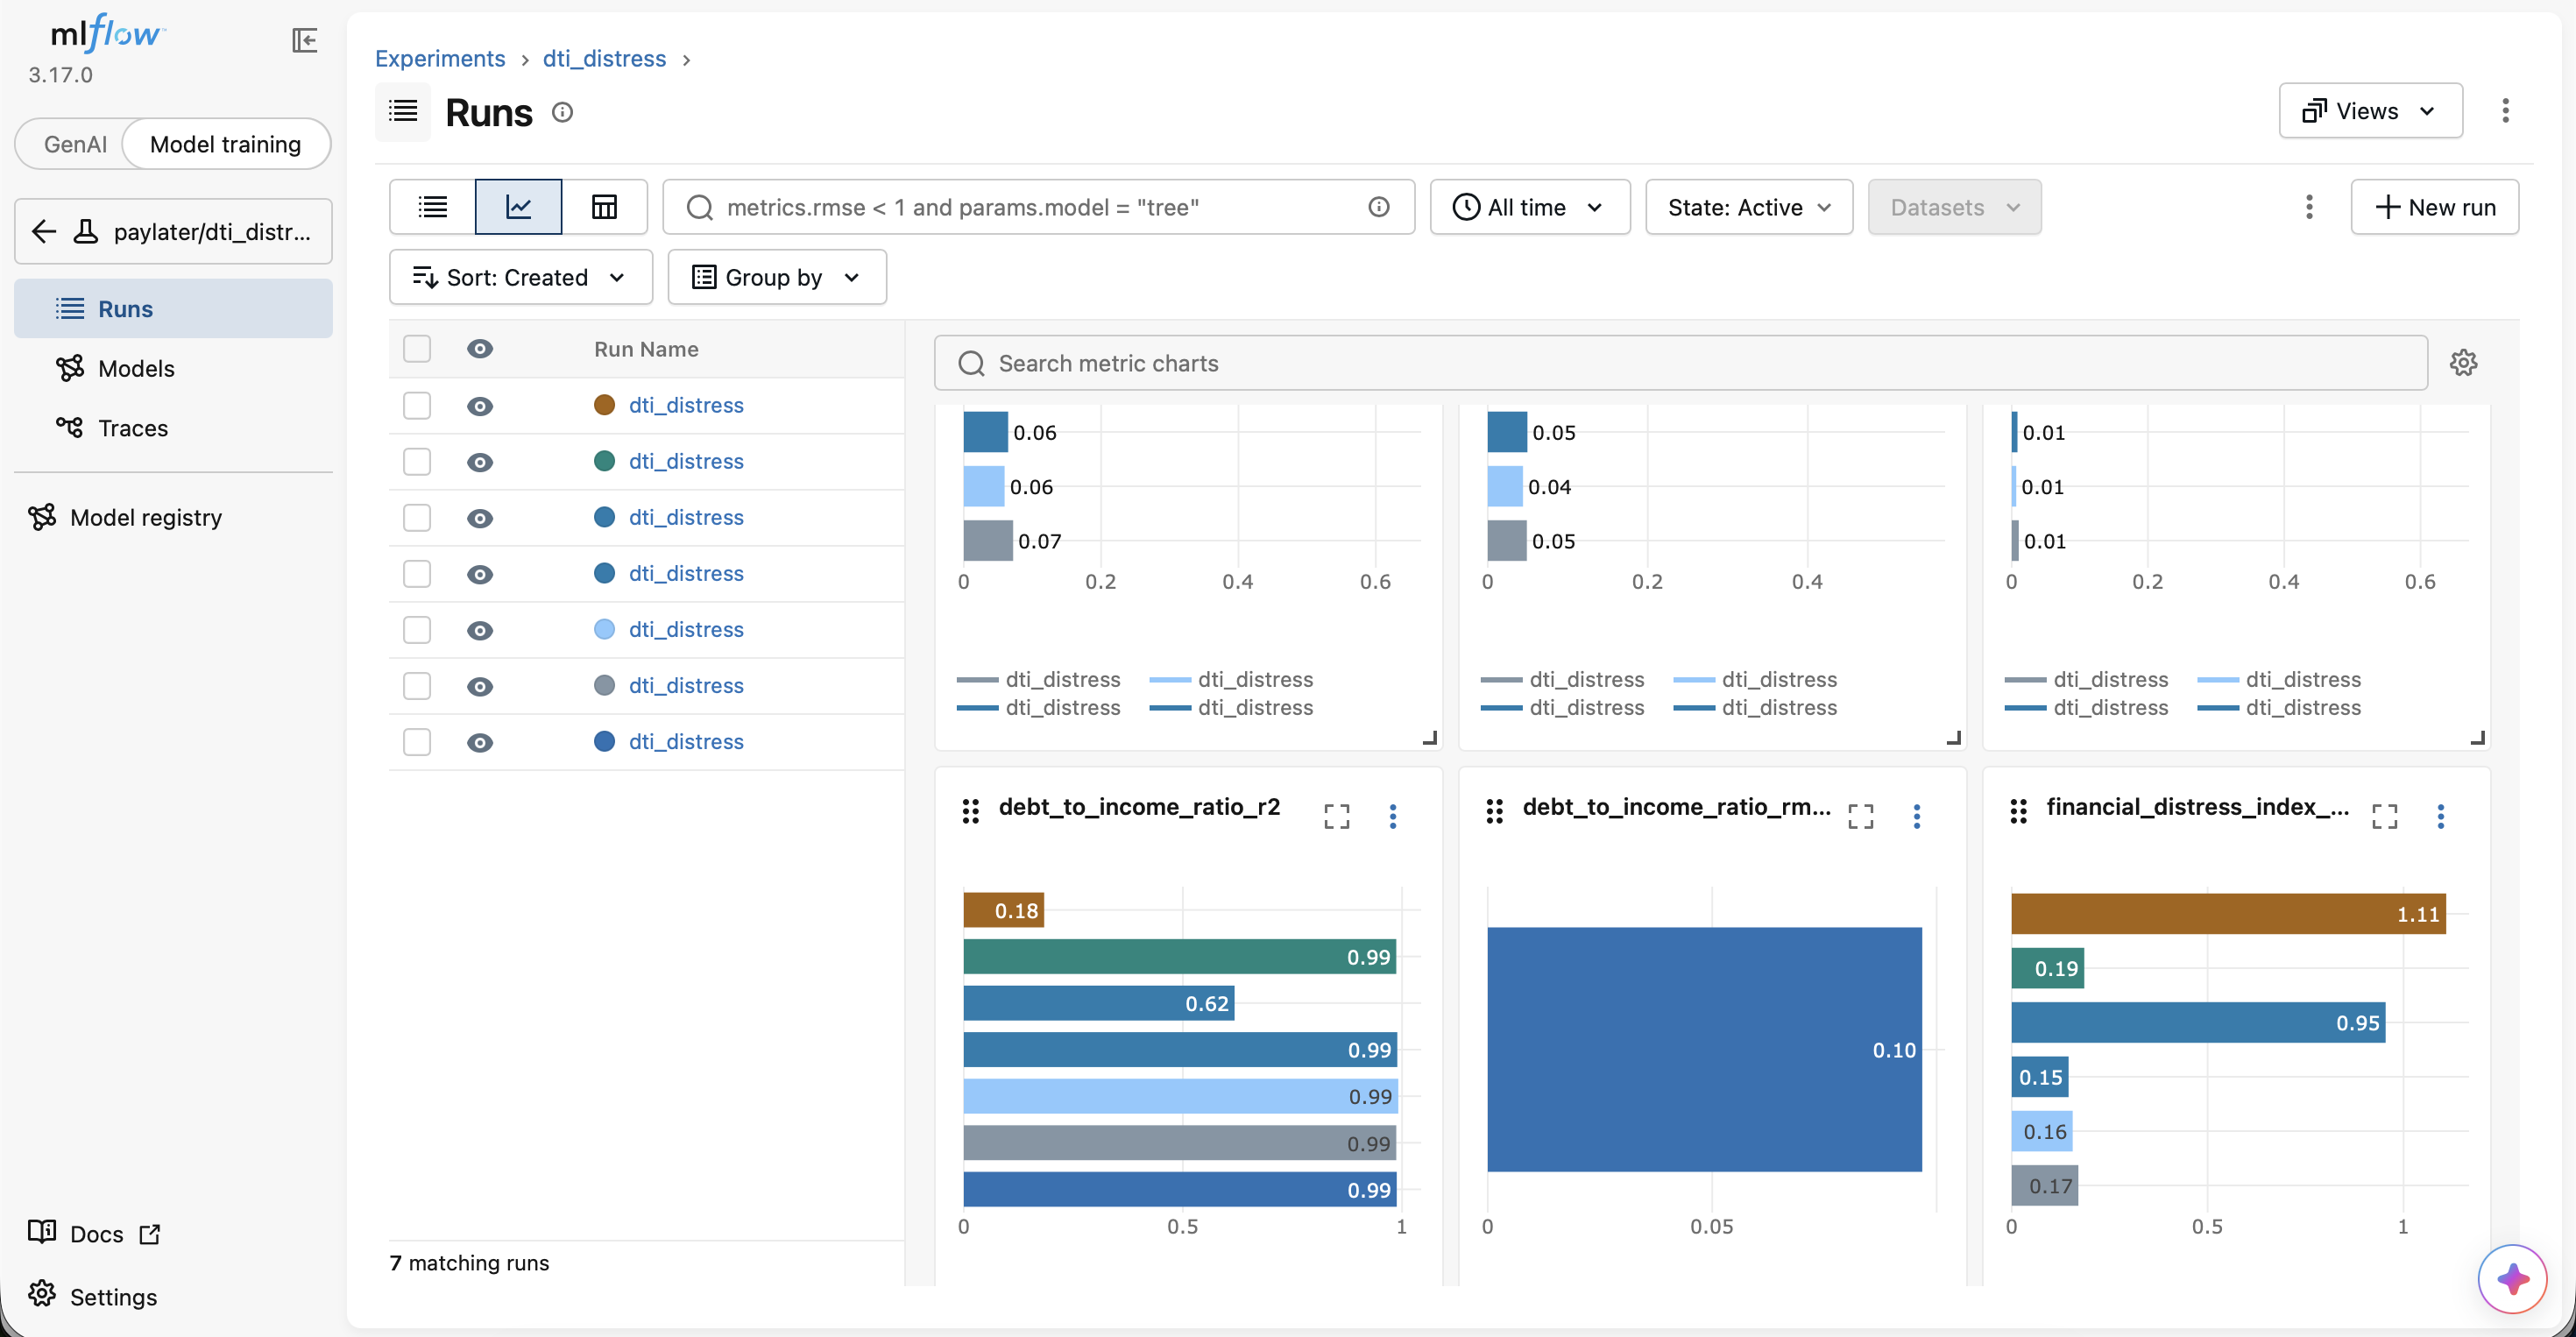 mlflow
3.17.0
GenAI
Model training
paylater/dti_distr...
Runs
Models
Traces
Model registry
Docs
Settings
Experiments > dti_distress >
Runs
Views
metrics.rmse < 1 and params.model = "tree"
All time
State: Active
Datasets
New run
Sort: Created
Group by
Run Name
dti_distress
dti_distress
dti_distress
dti_distress
dti_distress
dti_distress
dti_distress
7 matching runs
Search metric charts
0.06
0.06
0.07
0 0.2 0.4 0.6
dti_distress dti_distress
dti_distress dti_distress
0.05
0.04
0.05
0 0.2 0.4
dti_distress dti_distress
dti_distress dti_distress
0.01
0.01
0.01
0 0.2 0.4 0.6
dti_distress dti_distress
dti_distress dti_distress
debt_to_income_ratio_r2
0.18
0.99
0.62
0.99
0.99
0.99
0.99
0 0.5 1
debt_to_income_ratio_rm...
0.10
0 0.05
financial_distress_index_...
1.11
0.19
0.95
0.15
0.16
0.17
0 0.5 1